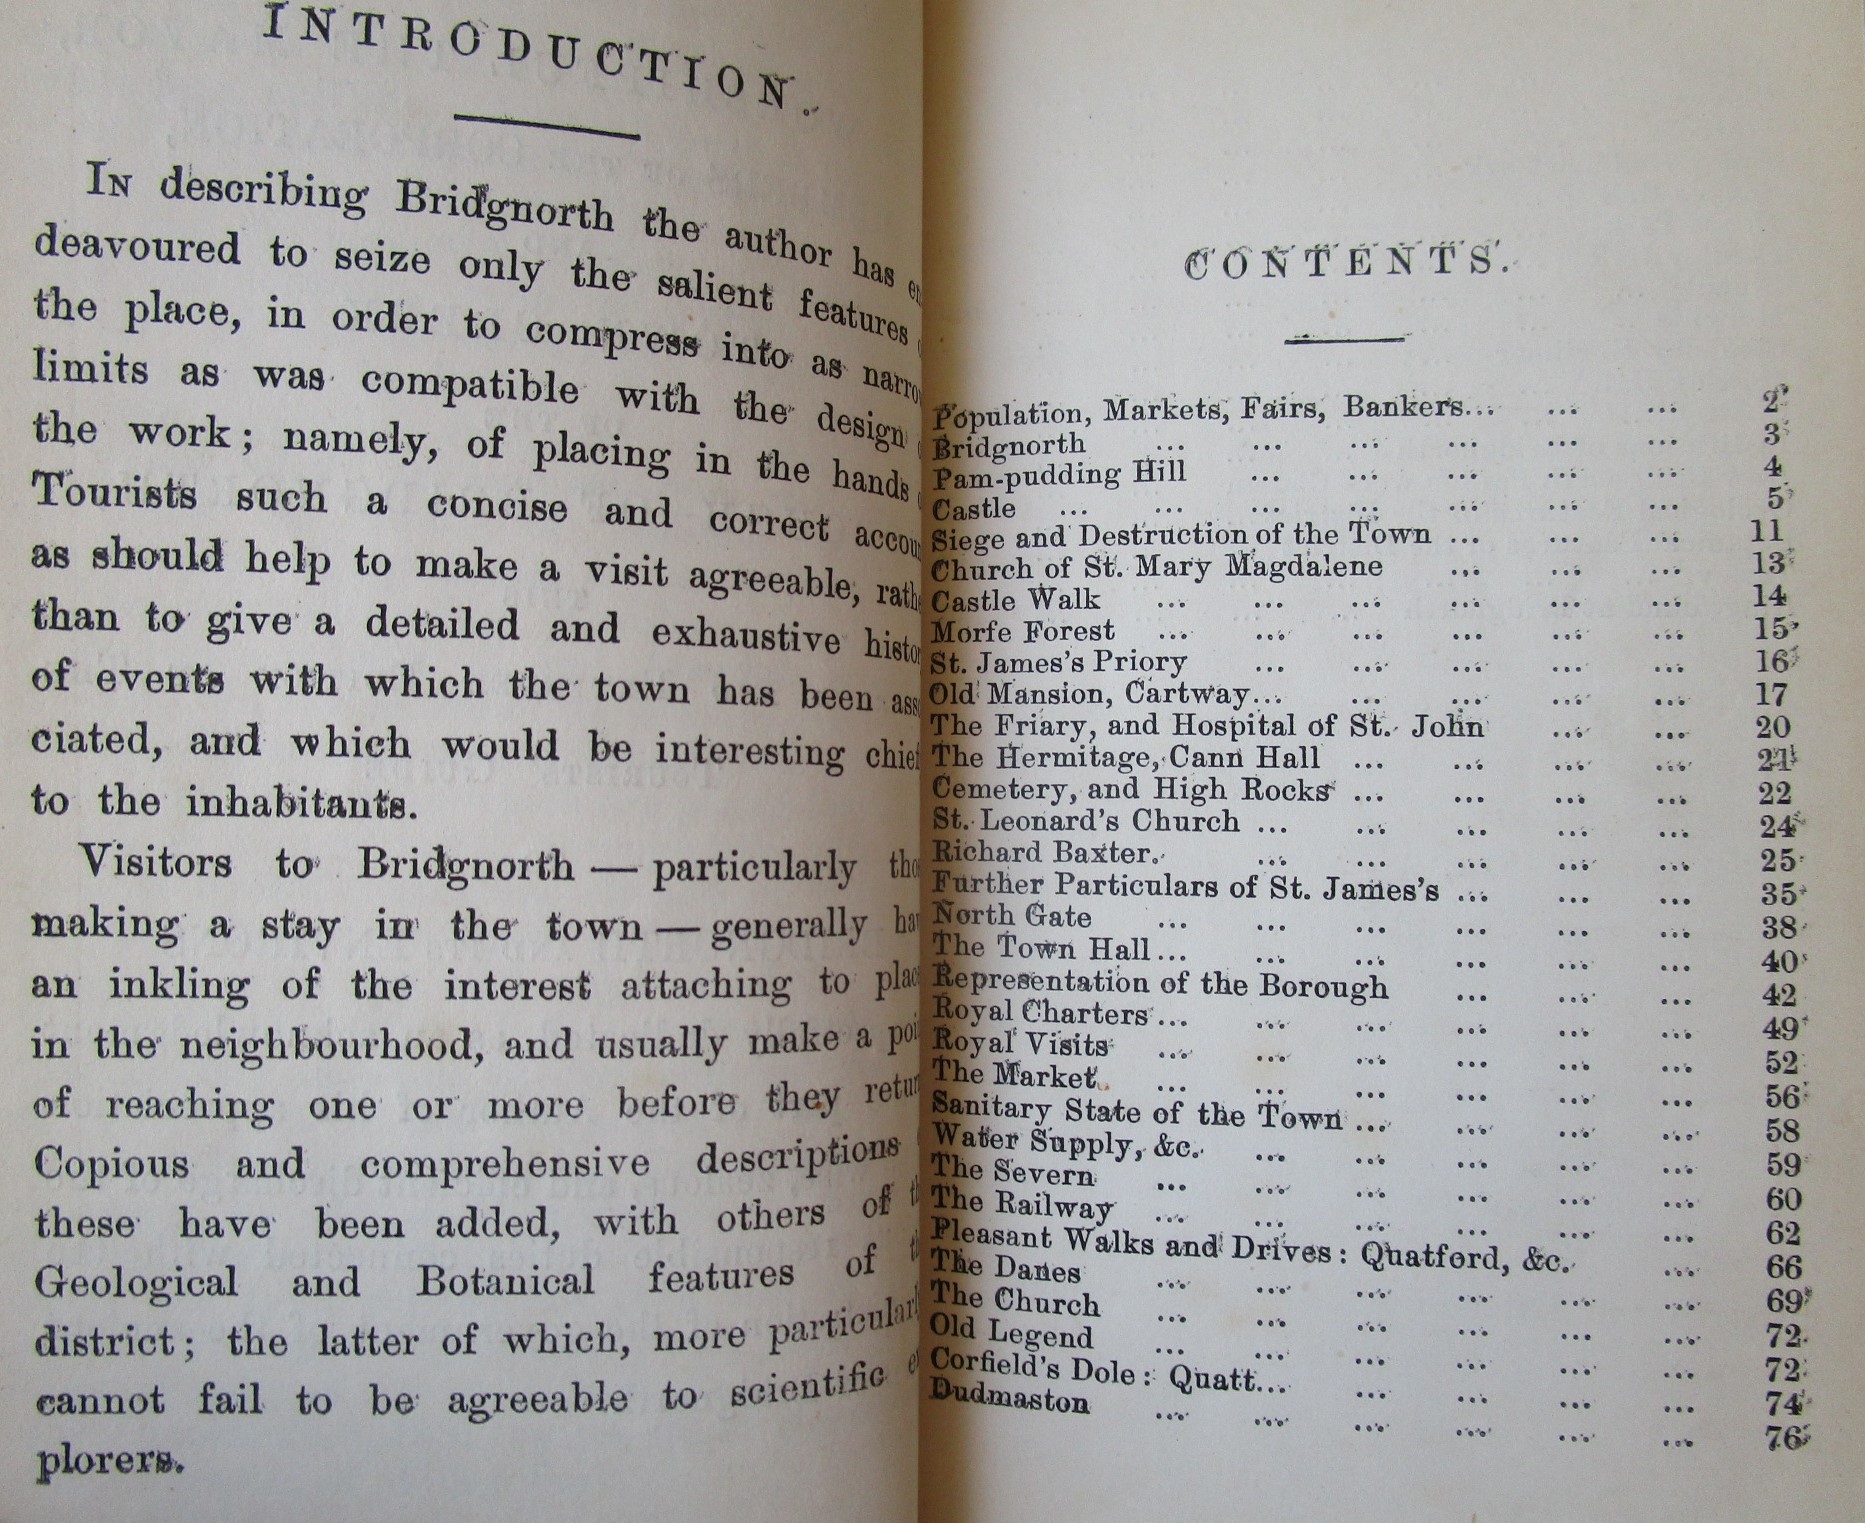 INTRODUCTION.
IN describing Bridgnorth the author has en
deavoured to seize only the salient features
the place, in order to compress into as narro
limits as was compatible with the design
the work; namely, of placing in the hands
Tourists such a concise and correct accou
as should help to make a visit agreeable, rath
than to give a detailed and exhaustive histo
of events with which the town has been ass
ciated, and which would be interesting chief
to the inhabitants.
Visitors to Bridgnorth — particularly tho
making a stay in the town — generally ha
an inkling of the interest attaching to plac
in the neighbourhood, and usually make a poi
of reaching one or more before they retur
Copious and comprehensive descriptions
these have been added, with others of t
Geological and Botanical features of t
district; the latter of which, more particularl
cannot fail to be agreeable to scientific e
plorers.
CONTENTS.
Population, Markets, Fairs, Bankers... ... ... 2
Bridgnorth ... ... ... ... ... ... 3
Pam-pudding Hill ... ... ... ... ... 4
Castle ... ... ... ... ... ... ... 5
Siege and Destruction of the Town ... ... ... 11
Church of St. Mary Magdalene ... ... ... 13
Castle Walk ... ... ... ... ... ... 14
Morfe Forest ... ... ... ... ... ... 15
St. James's Priory ... ... ... ... ... 16
Old Mansion, Cartway... ... ... ... ... 17
The Friary, and Hospital of St. John ... ... 20
The Hermitage, Cann Hall ... ... ... ... 21
Cemetery, and High Rocks ... ... ... ... 22
St. Leonard's Church ... ... ... ... ... 24
Richard Baxter. ... ... ... ... ... 25
Further Particulars of St. James's ... ... ... 35
North Gate ... ... ... ... ... ... 38
The Town Hall... ... ... ... ... ... 40
Representation of the Borough ... ... ... 42
Royal Charters... ... ... ... ... ... 49
Royal Visits ... ... ... ... ... ... 52
The Market ... ... ... ... ... ... 56
Sanitary State of the Town ... ... ... ... 58
Water Supply, &c. ... ... ... ... ... 59
The Severn ... ... ... ... ... ... 60
The Railway ... ... ... ... ... ... 62
Pleasant Walks and Drives: Quatford, &c. ... 66
The Danes ... ... ... ... ... ... 69
The Church ... ... ... ... ... ... 72
Old Legend ... ... ... ... ... ... 72
Corfield's Dole: Quatt... ... ... ... ... 74
Dudmaston ... ... ... ... ... ... 76